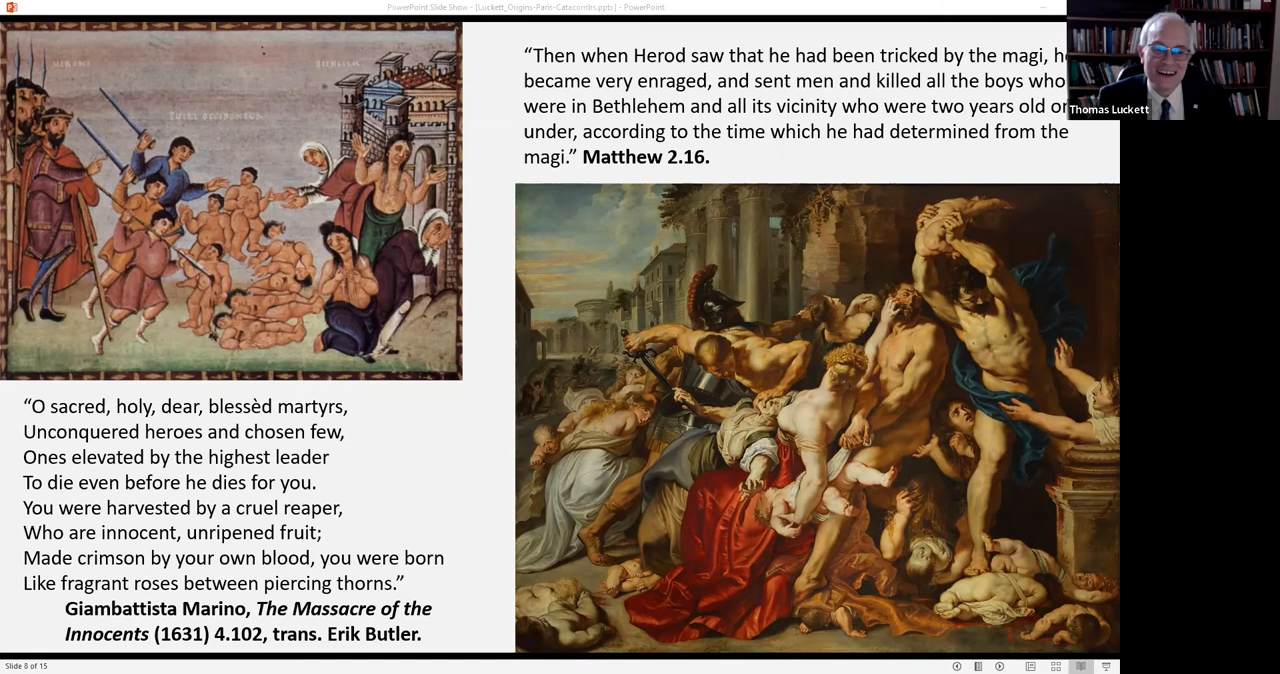 PowerPoint Slide Show - [Luckett_Origins-Paris-Catacombs.pptx] - PowerPoint
HERODIS
BETHLEEM
PUERI OCCIDUNTUR
“Then when Herod saw that he had been tricked by the magi, he
became very enraged, and sent men and killed all the boys who
were in Bethlehem and all its vicinity who were two years old or
under, according to the time which he had determined from the
magi.” Matthew 2.16.
Thomas Luckett
“O sacred, holy, dear, blessèd martyrs,
Unconquered heroes and chosen few,
Ones elevated by the highest leader
To die even before he dies for you.
You were harvested by a cruel reaper,
Who are innocent, unripened fruit;
Made crimson by your own blood, you were born
Like fragrant roses between piercing thorns.”
Giambattista Marino, The Massacre of the
Innocents (1631) 4.102, trans. Erik Butler.
Slide 8 of 15